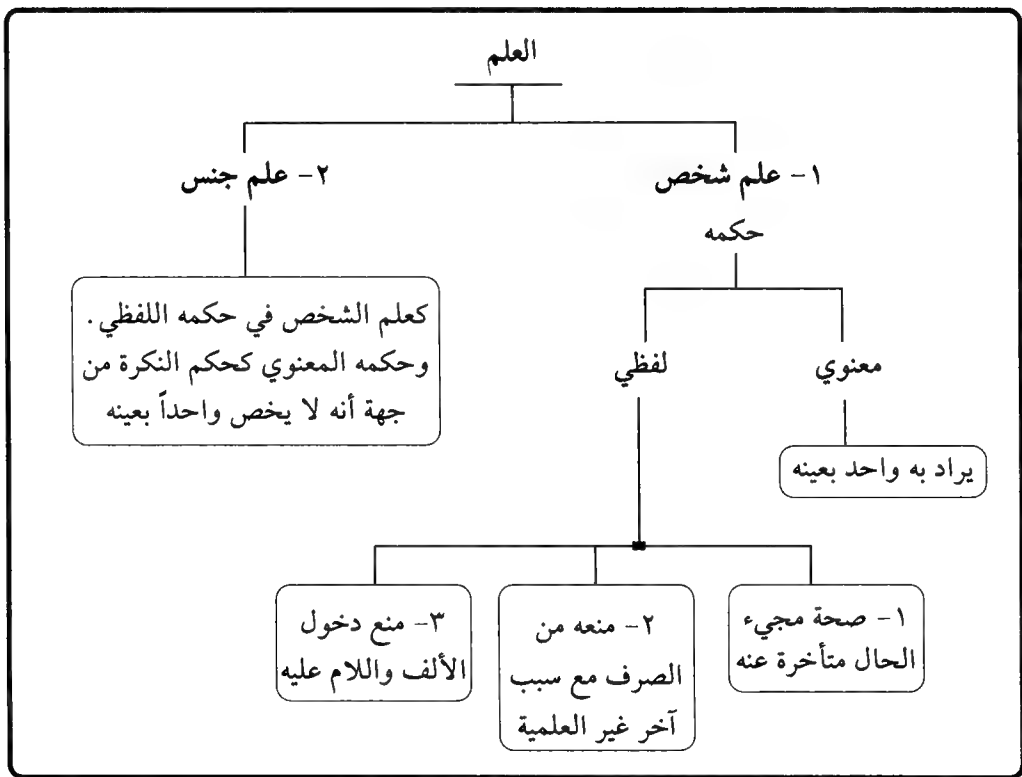 العلم
١- علم شخص
٢- علم جنس
حكمه
كعلم الشخص في حكمه اللفظي.
وحكمه المعنوي كحكم النكرة من
جهة أنه لا يخص واحداً بعينه
معنوي
لفظي
يراد به واحد بعينه
١- صحة مجيء
الحال متأخرة عنه
٢- منعه من
الصرف مع سبب
آخر غير العلمية
٣- منع دخول
الألف واللام عليه